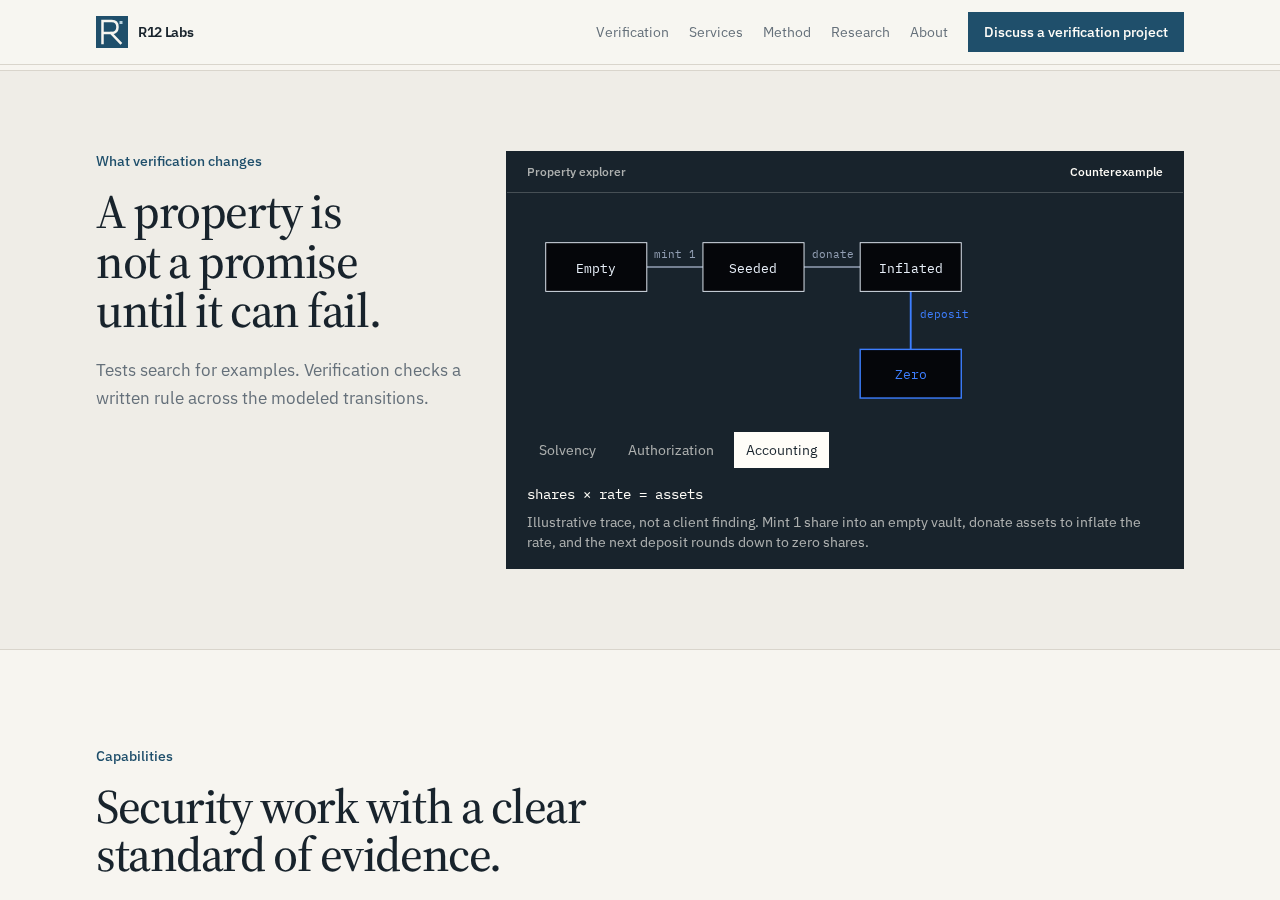 R R12 Labs
Verification Services Method Research About Discuss a verification project
What verification changes
A property is
not a promise
until it can fail.
Tests search for examples. Verification checks a
written rule across the modeled transitions.
Property explorer Counterexample
Empty mint 1 Seeded donate Inflated
deposit
Zero
Solvency Authorization Accounting
shares × rate = assets
Illustrative trace, not a client finding. Mint 1 share into an empty vault, donate assets to inflate the
rate, and the next deposit rounds down to zero shares.
Capabilities
Security work with a clear
standard of evidence.